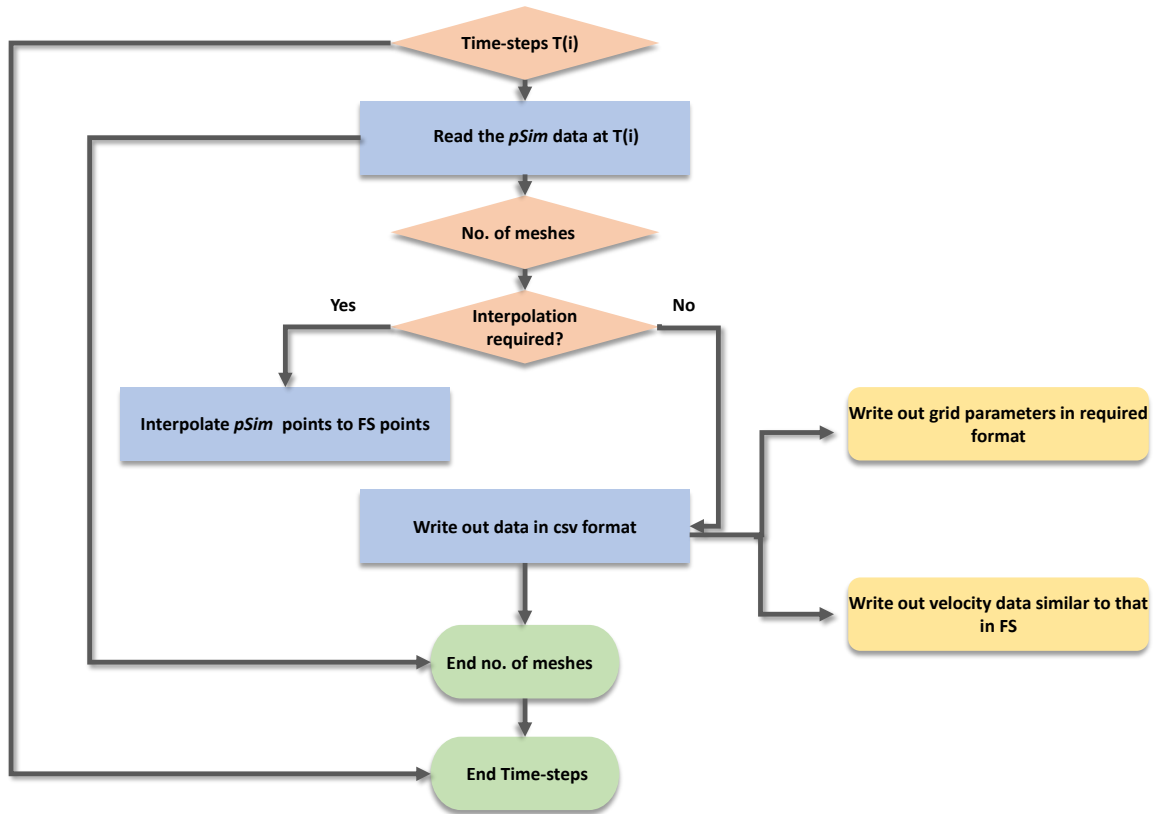 Time-steps T(i)
Read the pSim data at T(i)
No. of meshes
Yes
No
Interpolation
required?
Interpolate pSim points to FS points
Write out grid parameters in required
format
Write out data in csv format
Write out velocity data similar to that
in FS
End no. of meshes
End Time-steps